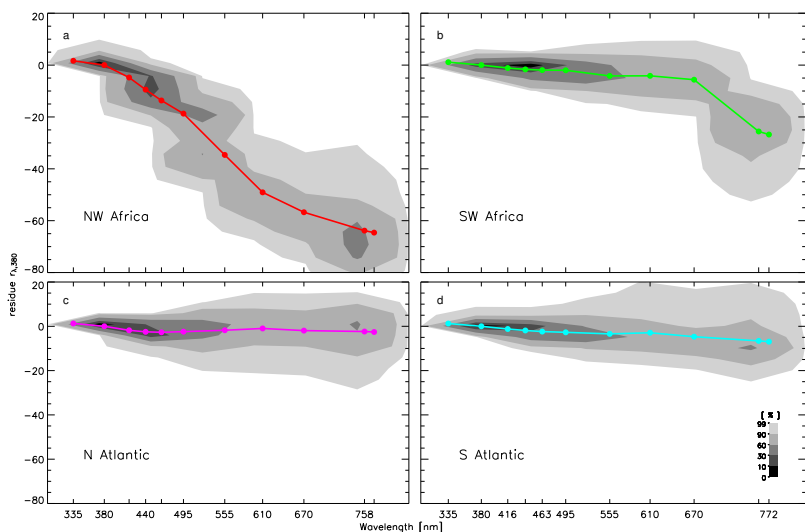 20
0
−20
−40
−60
−80
a
NW Africa
b
SW Africa
residue rλ,380
20
0
−20
−40
−60
−80
c
N Atlantic
d
S Atlantic
[ % ]
99
90
60
30
10
0
335 380 440 495 555 610 670 758
335 380 416 463 495 610 670 772
Wavelength [nm]